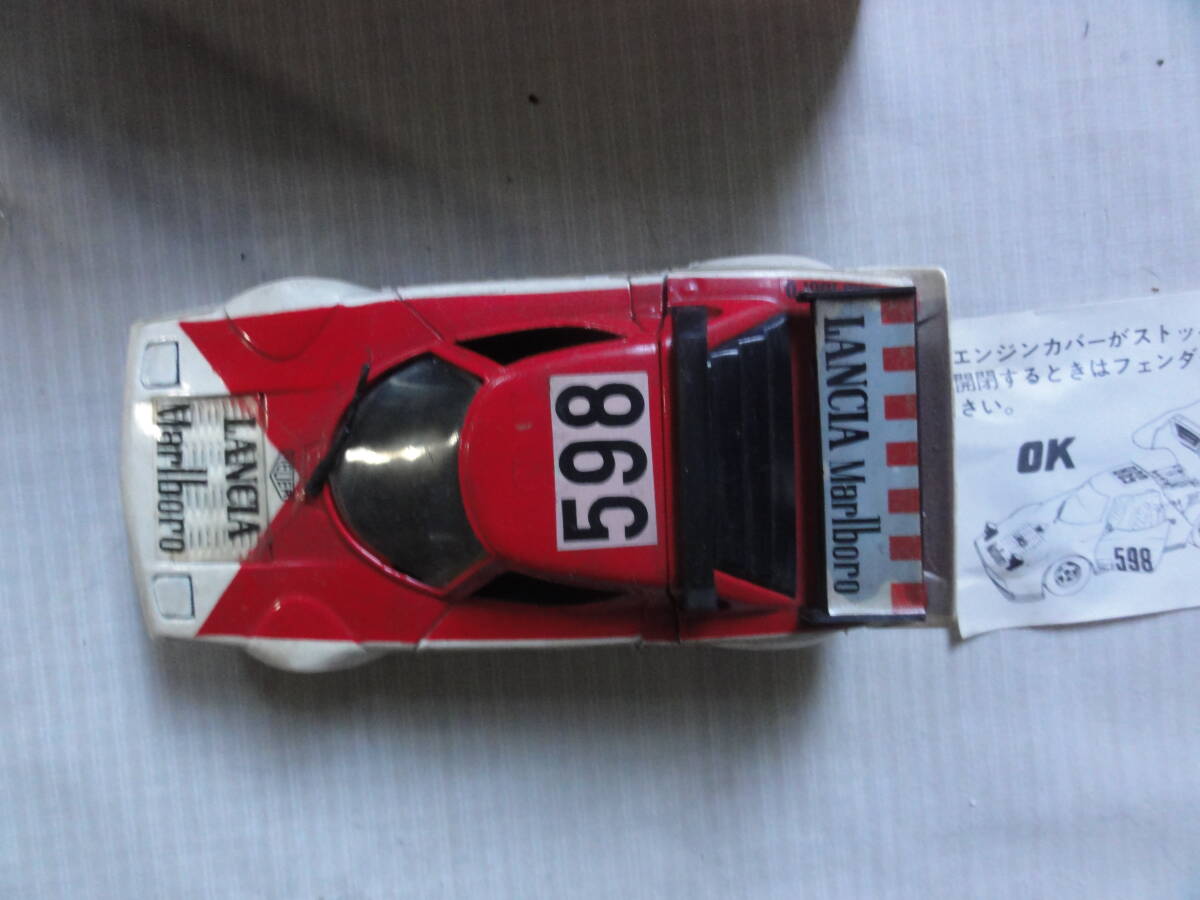 LANCIA
Marlboro
HEUER
598
LANCIA Marlboro
エンジンカバーがストッ
開閉するときはフェンダ
さい。
OK
598